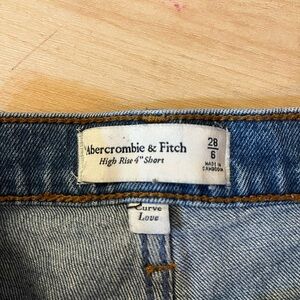 Abercrombie & Fitch
High Rise 4" Short
28
6
MADE IN
CAMBODIA
Curve
Love